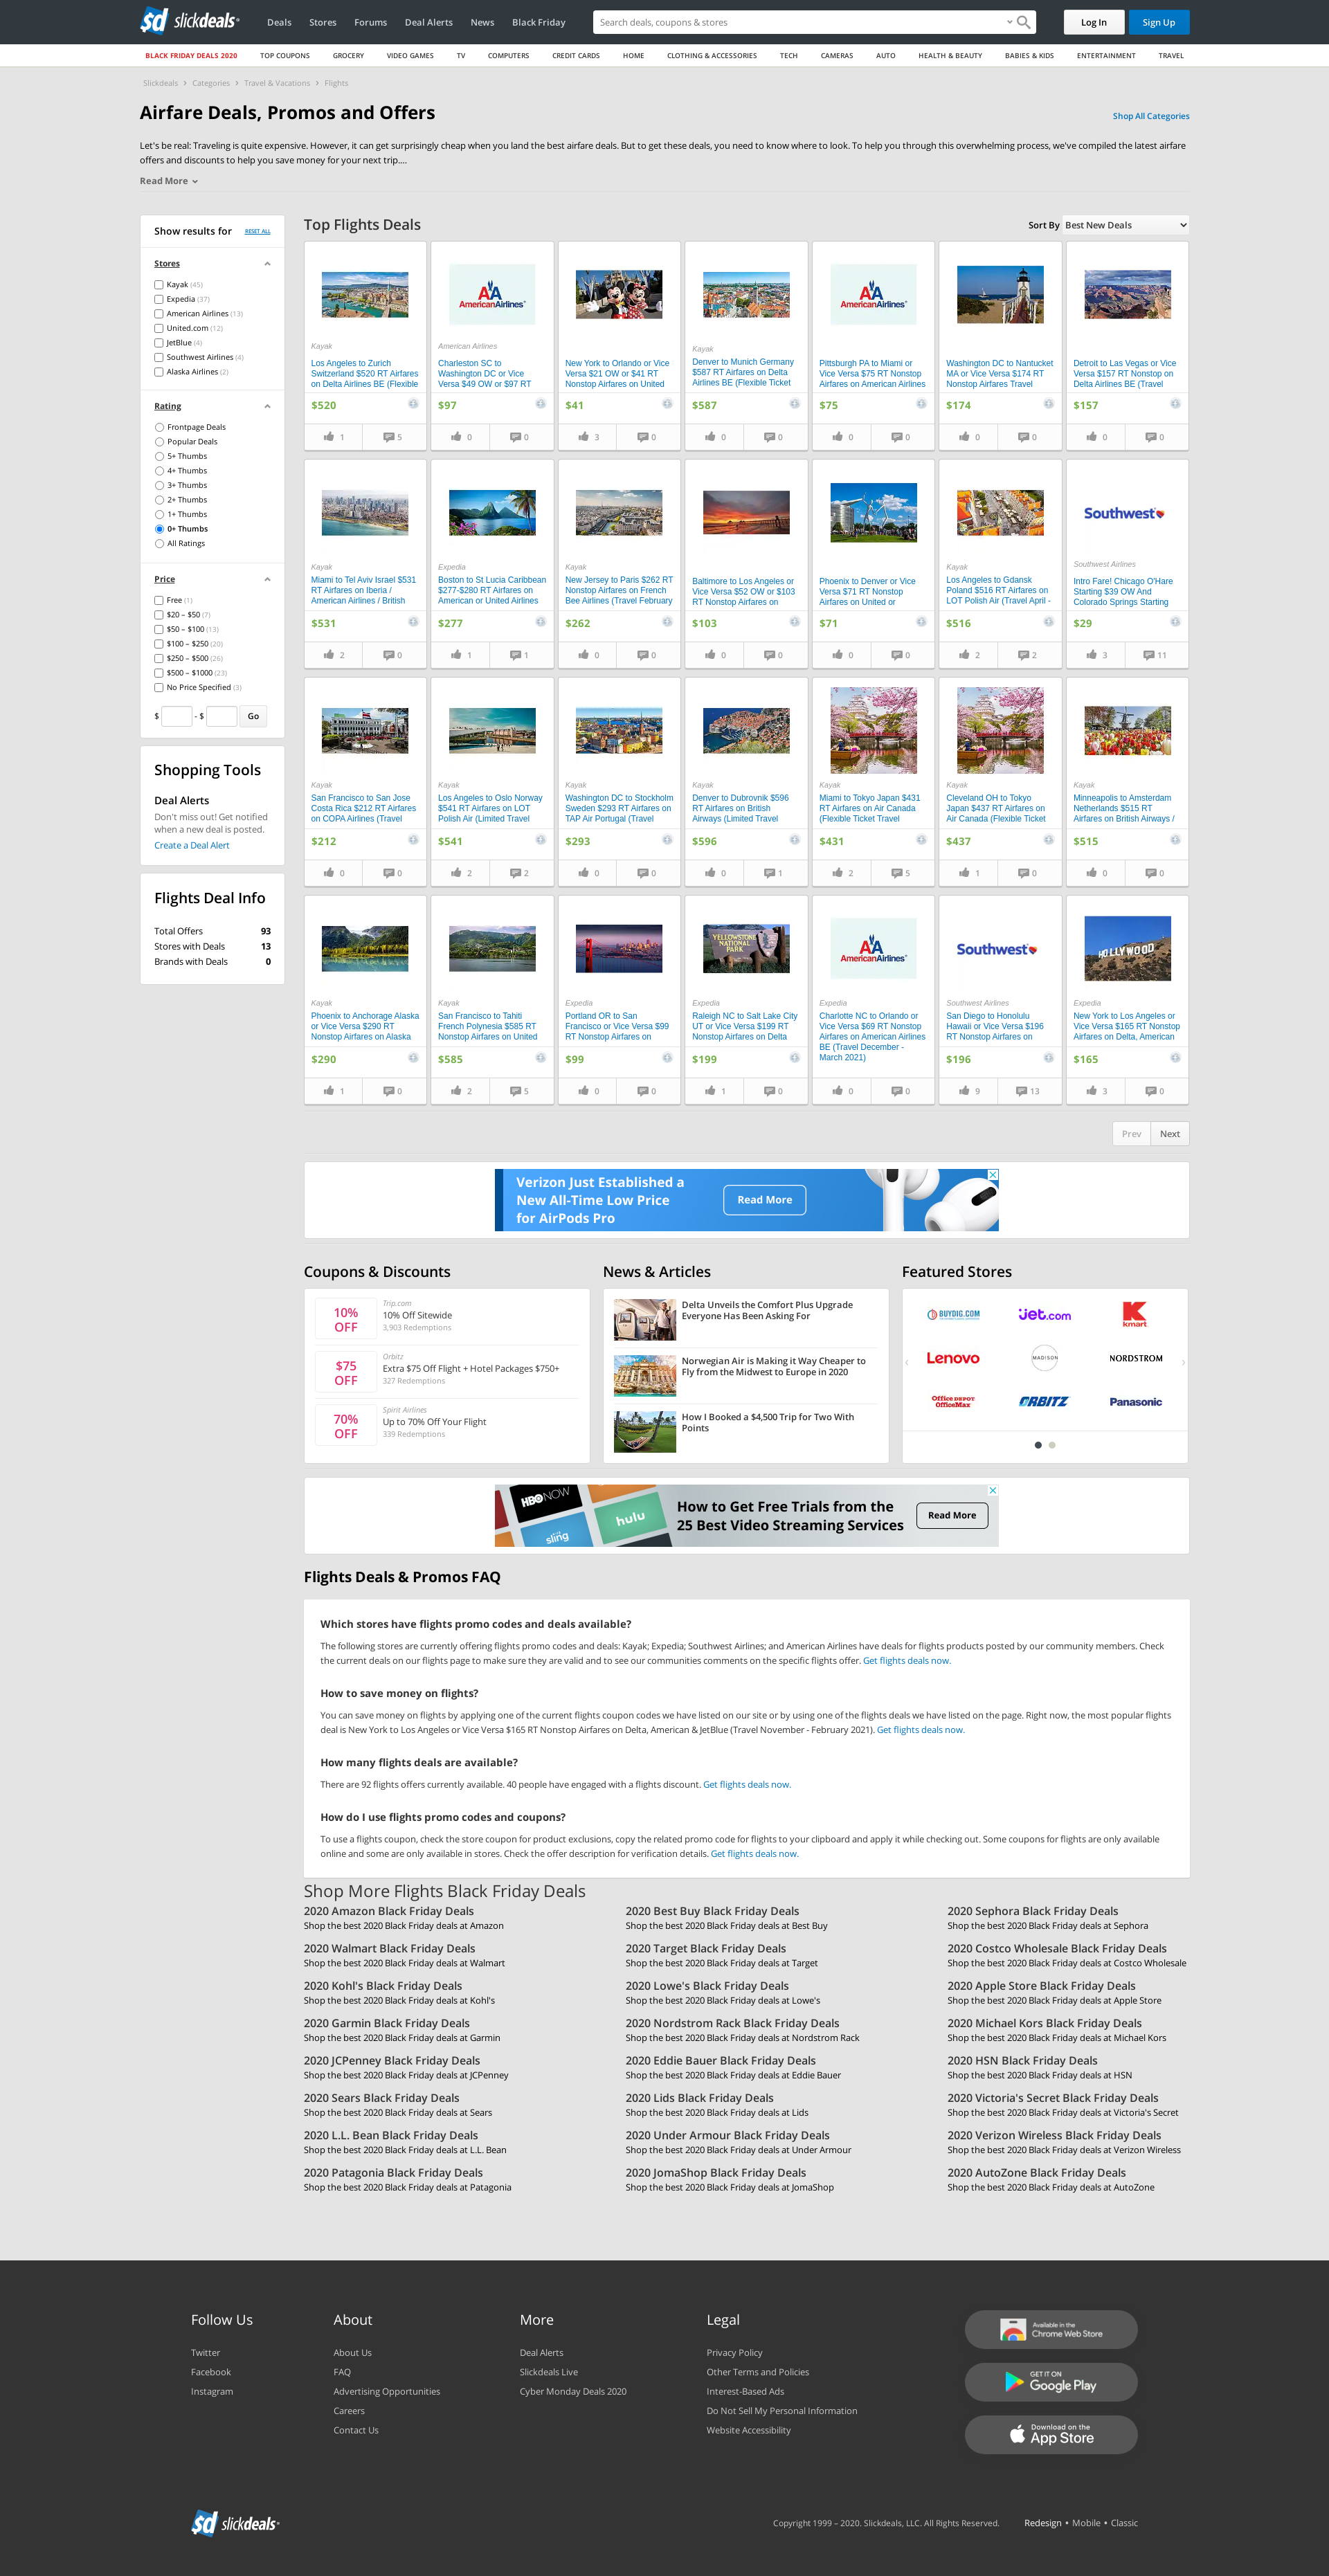 slickdeals
Deals
Stores
Forums
Deal Alerts
News
Black Friday
Search deals, coupons & stores
Log In
Sign Up
BLACK FRIDAY DEALS 2020
TOP COUPONS
GROCERY
VIDEO GAMES
TV
COMPUTERS
CREDIT CARDS
HOME
CLOTHING & ACCESSORIES
TECH
CAMERAS
AUTO
HEALTH & BEAUTY
BABIES & KIDS
ENTERTAINMENT
TRAVEL
Slickdeals > Categories > Travel & Vacations > Flights
Airfare Deals, Promos and Offers
Shop All Categories
Let's be real: Traveling is quite expensive. However, it can get surprisingly cheap when you land the best airfare deals. But to get these deals, you need to know where to look. To help you through this overwhelming process, we've compiled the latest airfare
offers and discounts to help you save money for your next trip....
Read More
Show results for
RESET ALL
Stores
Kayak (45)
Expedia (37)
American Airlines (13)
United.com (12)
JetBlue (4)
Southwest Airlines (4)
Alaska Airlines (2)
Rating
Frontpage Deals
Popular Deals
5+ Thumbs
4+ Thumbs
3+ Thumbs
2+ Thumbs
1+ Thumbs
0+ Thumbs
All Ratings
Price
Free (1)
$20 – $50 (7)
$50 – $100 (13)
$100 – $250 (20)
$250 – $500 (26)
$500 – $1000 (23)
No Price Specified (3)
$ - $ Go
Shopping Tools
Deal Alerts
Don't miss out! Get notified
when a new deal is posted.
Create a Deal Alert
Flights Deal Info
Total Offers 93
Stores with Deals 13
Brands with Deals 0
Top Flights Deals
Sort By Best New Deals
Kayak
Los Angeles to Zurich
Switzerland $520 RT Airfares
on Delta Airlines BE (Flexible
$520
1
5
AmericanAirlines
American Airlines
Charleston SC to
Washington DC or Vice
Versa $49 OW or $97 RT
$97
0
0
New York to Orlando or Vice
Versa $21 OW or $41 RT
Nonstop Airfares on United
$41
3
0
Kayak
Denver to Munich Germany
$587 RT Airfares on Delta
Airlines BE (Flexible Ticket
$587
0
0
AmericanAirlines
Pittsburgh PA to Miami or
Vice Versa $75 RT Nonstop
Airfares on American Airlines
$75
0
0
Washington DC to Nantucket
MA or Vice Versa $174 RT
Nonstop Airfares Travel
$174
0
0
Detroit to Las Vegas or Vice
Versa $157 RT Nonstop on
Delta Airlines BE (Travel
$157
0
0
Kayak
Miami to Tel Aviv Israel $531
RT Airfares on Iberia /
American Airlines / British
$531
2
0
Expedia
Boston to St Lucia Caribbean
$277-$280 RT Airfares on
American or United Airlines
$277
1
1
Kayak
New Jersey to Paris $262 RT
Nonstop Airfares on French
Bee Airlines (Travel February
$262
0
0
Baltimore to Los Angeles or
Vice Versa $52 OW or $103
RT Nonstop Airfares on
$103
0
0
Phoenix to Denver or Vice
Versa $71 RT Nonstop
Airfares on United or
$71
0
0
Kayak
Los Angeles to Gdansk
Poland $516 RT Airfares on
LOT Polish Air (Travel April -
$516
2
2
Southwest
Southwest Airlines
Intro Fare! Chicago O'Hare
Starting $39 OW And
Colorado Springs Starting
$29
3
11
Kayak
San Francisco to San Jose
Costa Rica $212 RT Airfares
on COPA Airlines (Travel
$212
0
0
Kayak
Los Angeles to Oslo Norway
$541 RT Airfares on LOT
Polish Air (Limited Travel
$541
2
2
Kayak
Washington DC to Stockholm
Sweden $293 RT Airfares on
TAP Air Portugal (Travel
$293
0
0
Kayak
Denver to Dubrovnik $596
RT Airfares on British
Airways (Limited Travel
$596
0
1
Kayak
Miami to Tokyo Japan $431
RT Airfares on Air Canada
(Flexible Ticket Travel
$431
2
5
Kayak
Cleveland OH to Tokyo
Japan $437 RT Airfares on
Air Canada (Flexible Ticket
$437
1
0
Kayak
Minneapolis to Amsterdam
Netherlands $515 RT
Airfares on British Airways /
$515
0
0
Kayak
Phoenix to Anchorage Alaska
or Vice Versa $290 RT
Nonstop Airfares on Alaska
$290
1
0
Kayak
San Francisco to Tahiti
French Polynesia $585 RT
Nonstop Airfares on United
$585
2
5
Expedia
Portland OR to San
Francisco or Vice Versa $99
RT Nonstop Airfares on
$99
0
0
YELLOWSTONE
NATIONAL
PARK
Expedia
Raleigh NC to Salt Lake City
UT or Vice Versa $199 RT
Nonstop Airfares on Delta
$199
1
0
AmericanAirlines
Expedia
Charlotte NC to Orlando or
Vice Versa $69 RT Nonstop
Airfares on American Airlines
BE (Travel December -
March 2021)
0
0
Southwest
Southwest Airlines
San Diego to Honolulu
Hawaii or Vice Versa $196
RT Nonstop Airfares on
$196
9
13
HOLLYWOOD
Expedia
New York to Los Angeles or
Vice Versa $165 RT Nonstop
Airfares on Delta, American
$165
3
0
Prev
Next
Verizon Just Established a
New All-Time Low Price
for AirPods Pro
Read More
Coupons & Discounts
10%
OFF
Trip.com
10% Off Sitewide
3,903 Redemptions
$75
OFF
Orbitz
Extra $75 Off Flight + Hotel Packages $750+
327 Redemptions
70%
OFF
Spirit Airlines
Up to 70% Off Your Flight
339 Redemptions
News & Articles
Delta Unveils the Comfort Plus Upgrade
Everyone Has Been Asking For
Norwegian Air is Making it Way Cheaper to
Fly from the Midwest to Europe in 2020
How I Booked a $4,500 Trip for Two With
Points
Featured Stores
BUYDIG.COM
Jet.com
kmart
Lenovo
MADISON
NORDSTROM
Office DEPOT
OfficeMax
ORBITZ
Panasonic
HBO NOW
hulu
sling
How to Get Free Trials from the
25 Best Video Streaming Services
Read More
Flights Deals & Promos FAQ
Which stores have flights promo codes and deals available?
The following stores are currently offering flights promo codes and deals: Kayak; Expedia; Southwest Airlines; and American Airlines have deals for flights products posted by our community members. Check
the current deals on our flights page to make sure they are valid and to see our communities comments on the specific flights offer. Get flights deals now.
How to save money on flights?
You can save money on flights by applying one of the current flights coupon codes we have listed on our site or by using one of the flights deals we have listed on the page. Right now, the most popular flights
deal is New York to Los Angeles or Vice Versa $165 RT Nonstop Airfares on Delta, American & JetBlue (Travel November - February 2021). Get flights deals now.
How many flights deals are available?
There are 92 flights offers currently available. 40 people have engaged with a flights discount. Get flights deals now.
How do I use flights promo codes and coupons?
To use a flights coupon, check the store coupon for product exclusions, copy the related promo code for flights to your clipboard and apply it while checking out. Some coupons for flights are only available
online and some are only available in stores. Check the offer description for verification details. Get flights deals now.
Shop More Flights Black Friday Deals
2020 Amazon Black Friday Deals
Shop the best 2020 Black Friday deals at Amazon
2020 Best Buy Black Friday Deals
Shop the best 2020 Black Friday deals at Best Buy
2020 Sephora Black Friday Deals
Shop the best 2020 Black Friday deals at Sephora
2020 Walmart Black Friday Deals
Shop the best 2020 Black Friday deals at Walmart
2020 Target Black Friday Deals
Shop the best 2020 Black Friday deals at Target
2020 Costco Wholesale Black Friday Deals
Shop the best 2020 Black Friday deals at Costco Wholesale
2020 Kohl's Black Friday Deals
Shop the best 2020 Black Friday deals at Kohl's
2020 Lowe's Black Friday Deals
Shop the best 2020 Black Friday deals at Lowe's
2020 Apple Store Black Friday Deals
Shop the best 2020 Black Friday deals at Apple Store
2020 Garmin Black Friday Deals
Shop the best 2020 Black Friday deals at Garmin
2020 Nordstrom Rack Black Friday Deals
Shop the best 2020 Black Friday deals at Nordstrom Rack
2020 Michael Kors Black Friday Deals
Shop the best 2020 Black Friday deals at Michael Kors
2020 JCPenney Black Friday Deals
Shop the best 2020 Black Friday deals at JCPenney
2020 Eddie Bauer Black Friday Deals
Shop the best 2020 Black Friday deals at Eddie Bauer
2020 HSN Black Friday Deals
Shop the best 2020 Black Friday deals at HSN
2020 Sears Black Friday Deals
Shop the best 2020 Black Friday deals at Sears
2020 Lids Black Friday Deals
Shop the best 2020 Black Friday deals at Lids
2020 Victoria's Secret Black Friday Deals
Shop the best 2020 Black Friday deals at Victoria's Secret
2020 L.L. Bean Black Friday Deals
Shop the best 2020 Black Friday deals at L.L. Bean
2020 Under Armour Black Friday Deals
Shop the best 2020 Black Friday deals at Under Armour
2020 Verizon Wireless Black Friday Deals
Shop the best 2020 Black Friday deals at Verizon Wireless
2020 Patagonia Black Friday Deals
Shop the best 2020 Black Friday deals at Patagonia
2020 JomaShop Black Friday Deals
Shop the best 2020 Black Friday deals at JomaShop
2020 AutoZone Black Friday Deals
Shop the best 2020 Black Friday deals at AutoZone
Follow Us
Twitter
Facebook
Instagram
About
About Us
FAQ
Advertising Opportunities
Careers
Contact Us
More
Deal Alerts
Slickdeals Live
Cyber Monday Deals 2020
Legal
Privacy Policy
Other Terms and Policies
Interest-Based Ads
Do Not Sell My Personal Information
Website Accessibility
Available in the
Chrome Web Store
GET IT ON
Google Play
Download on the
App Store
slickdeals
Copyright 1999 – 2020. Slickdeals, LLC. All Rights Reserved.
Redesign • Mobile • Classic